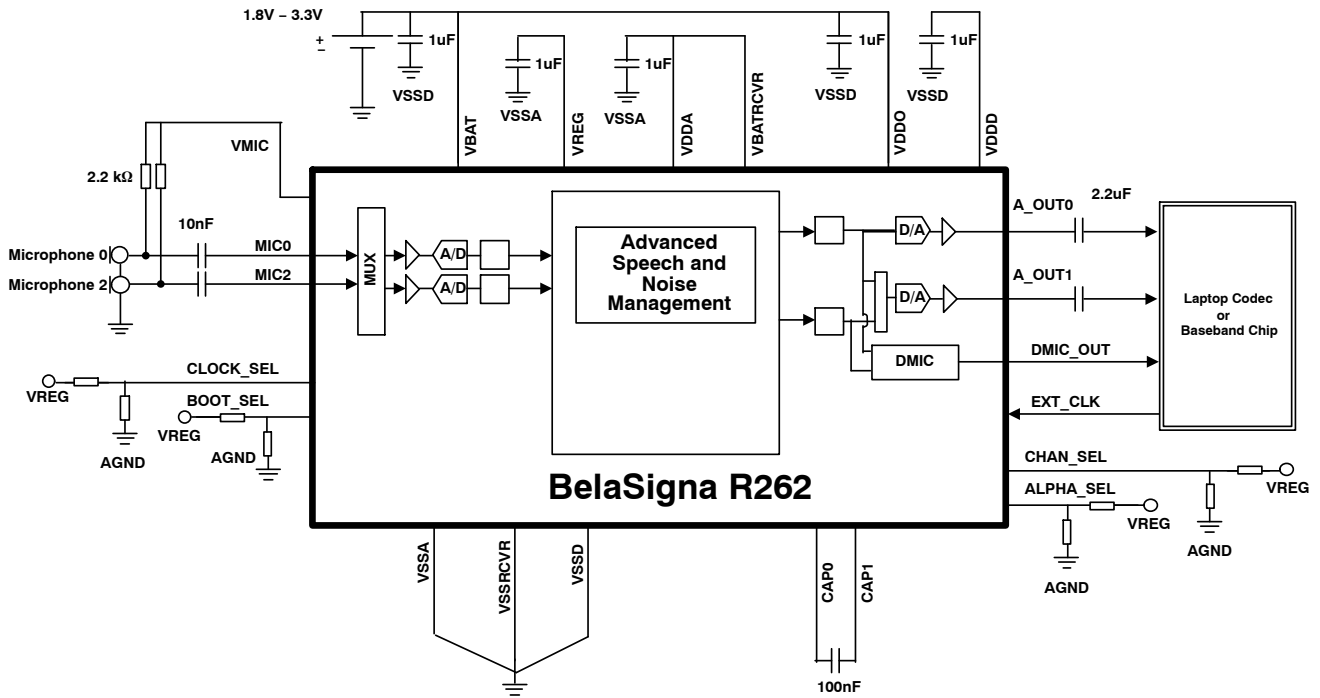 1.8V – 3.3V
+
–
1uF
VSSD
1uF
VSSA
1uF
VSSA
1uF
VSSD
1uF
VSSD
VBAT
VREG
VDDA
VBATRCVR
VDDO
VDDD
VMIC
2.2 kΩ
10nF
Microphone 0
MIC0
Microphone 2
MIC2
MUX
A/D
A/D
Advanced
Speech and
Noise
Management
D/A
D/A
DMIC
A_OUT0
2.2uF
A_OUT1
DMIC_OUT
EXT_CLK
Laptop Codec
or
Baseband Chip
CLOCK_SEL
VREG
AGND
BOOT_SEL
VREG
AGND
BelaSigna R262
CHAN_SEL
VREG
AGND
ALPHA_SEL
VREG
AGND
VSSA
VSSRCVR
VSSD
CAP0
CAP1
100nF